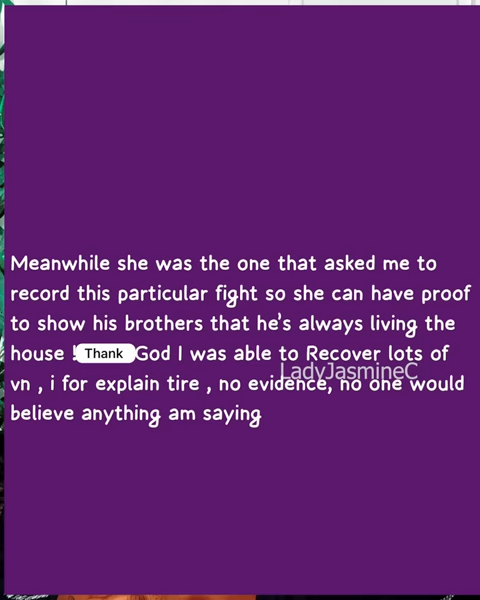 Meanwhile she was the one that asked me to
record this particular fight so she can have proof
to show his brothers that he's always living the
house ! Thank God I was able to Recover lots of
vn , i for explain tire , no evidence, no one would
believe anything am saying
LadyJasmineC